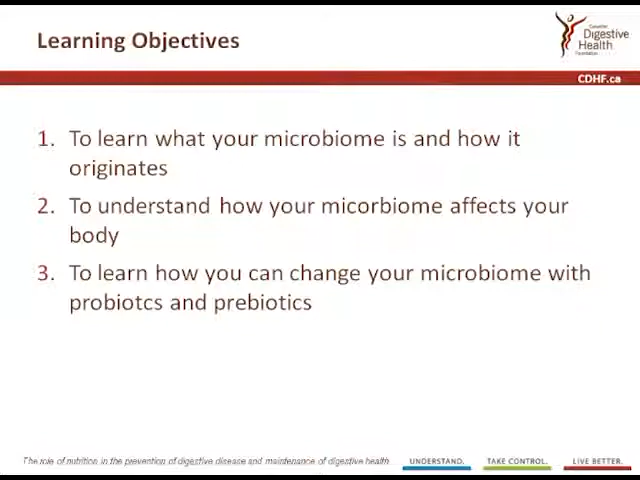 Learning Objectives
Canadian
Digestive
Health
Foundation
CDHF.ca
1. To learn what your microbiome is and how it
originates
2. To understand how your micorbiome affects your
body
3. To learn how you can change your microbiome with
probiotcs and prebiotics
The role of nutrition in the prevention of digestive disease and maintenance of digestive health
UNDERSTAND. TAKE CONTROL. LIVE BETTER.